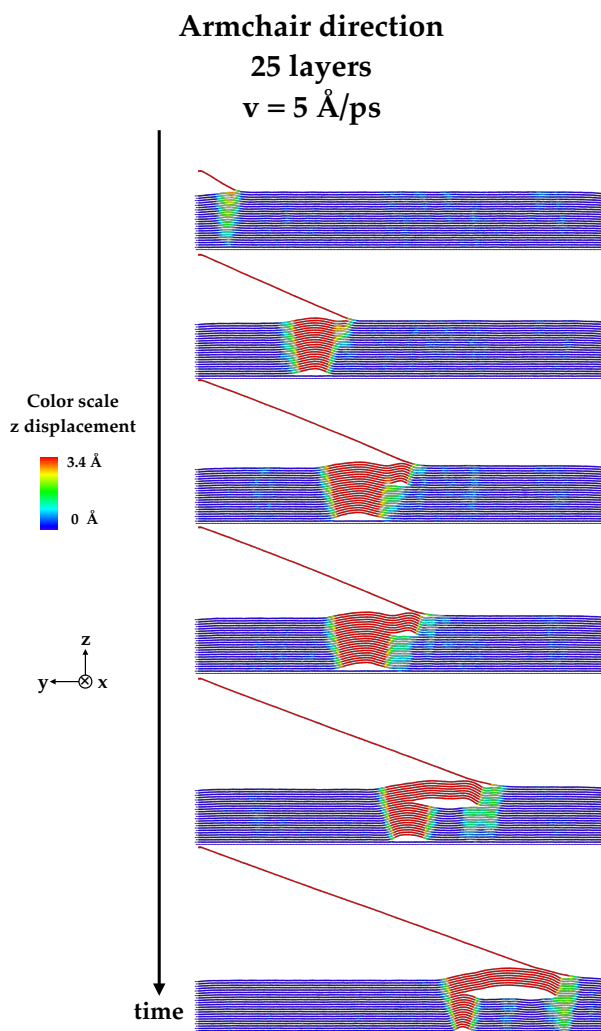 Armchair direction
25 layers
v = 5 Å/ps
Color scale
z displacement
3.4 Å
0 Å
z
y
x
time